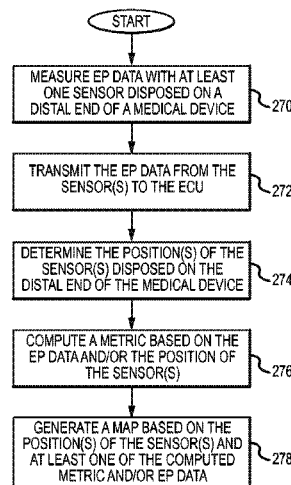 START
MEASURE EP DATA WITH AT LEAST
ONE SENSOR DISPOSED ON A
DISTAL END OF A MEDICAL DEVICE
270
TRANSMIT THE EP DATA FROM THE
SENSOR(S) TO THE ECU
272
DETERMINE THE POSITION(S) OF THE
SENSOR(S) DISPOSED ON THE
DISTAL END OF THE MEDICAL DEVICE
274
COMPUTE A METRIC BASED ON THE
EP DATA AND/OR THE POSITION OF
THE SENSOR(S)
276
GENERATE A MAP BASED ON THE
POSITION(S) OF THE SENSOR(S) AND
AT LEAST ONE OF THE COMPUTED
METRIC AND/OR EP DATA
278